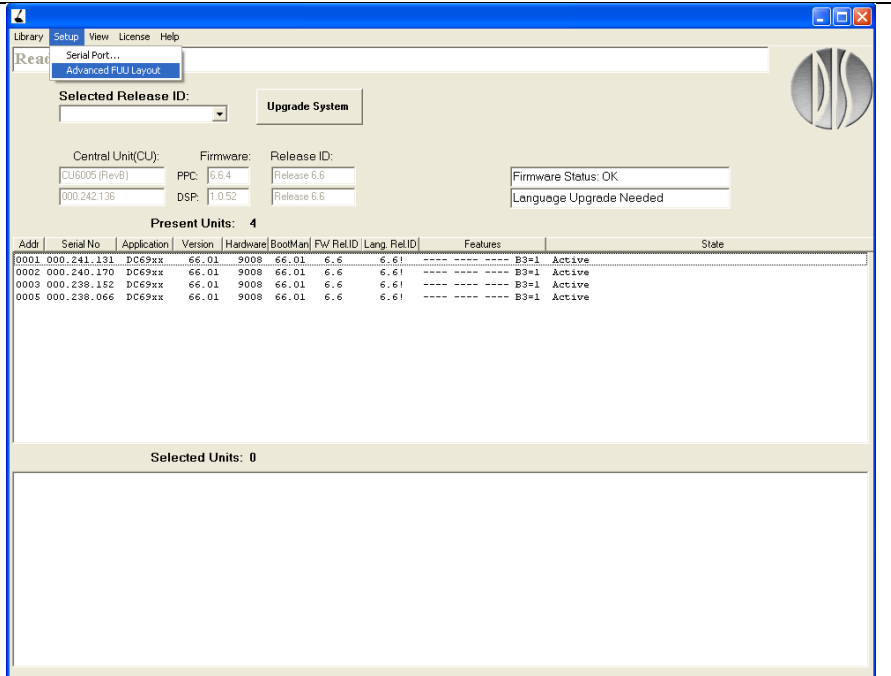 Library Setup View License Help
Read
Serial Port...
Advanced FUU Layout
Selected Release ID:
Upgrade System
Central Unit(CU): Firmware: Release ID:
CU6005 (RevB) PPC: 6.6.4 Release 6.6 Firmware Status: OK
000.242.136 DSP: 1.0.52 Release 6.6 Language Upgrade Needed
Present Units: 4
Addr Serial No Application Version Hardware BootMan FW Rel.ID Lang. Rel.ID Features State
0001 000.241.131 DC69xx 66.01 9008 66.01 6.6 6.6! ---- ---- ---- B3=1 Active
0002 000.240.170 DC69xx 66.01 9008 66.01 6.6 6.6! ---- ---- ---- B3=1 Active
0003 000.238.152 DC69xx 66.01 9008 66.01 6.6 6.6! ---- ---- ---- B3=1 Active
0005 000.238.066 DC69xx 66.01 9008 66.01 6.6 6.6! ---- ---- ---- B3=1 Active
Selected Units: 0